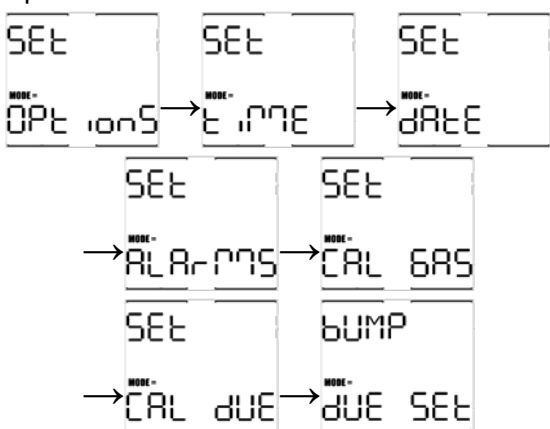 SEt
MODE =
OPt ionS
→
SEt
MODE =
t iME
→
SEt
MODE =
dAtE
→
SEt
MODE =
ALArMS
→
SEt
MODE =
CAL GAS
→
SEt
MODE =
CAL dUE
→
bUMP
MODE =
dUE SEt